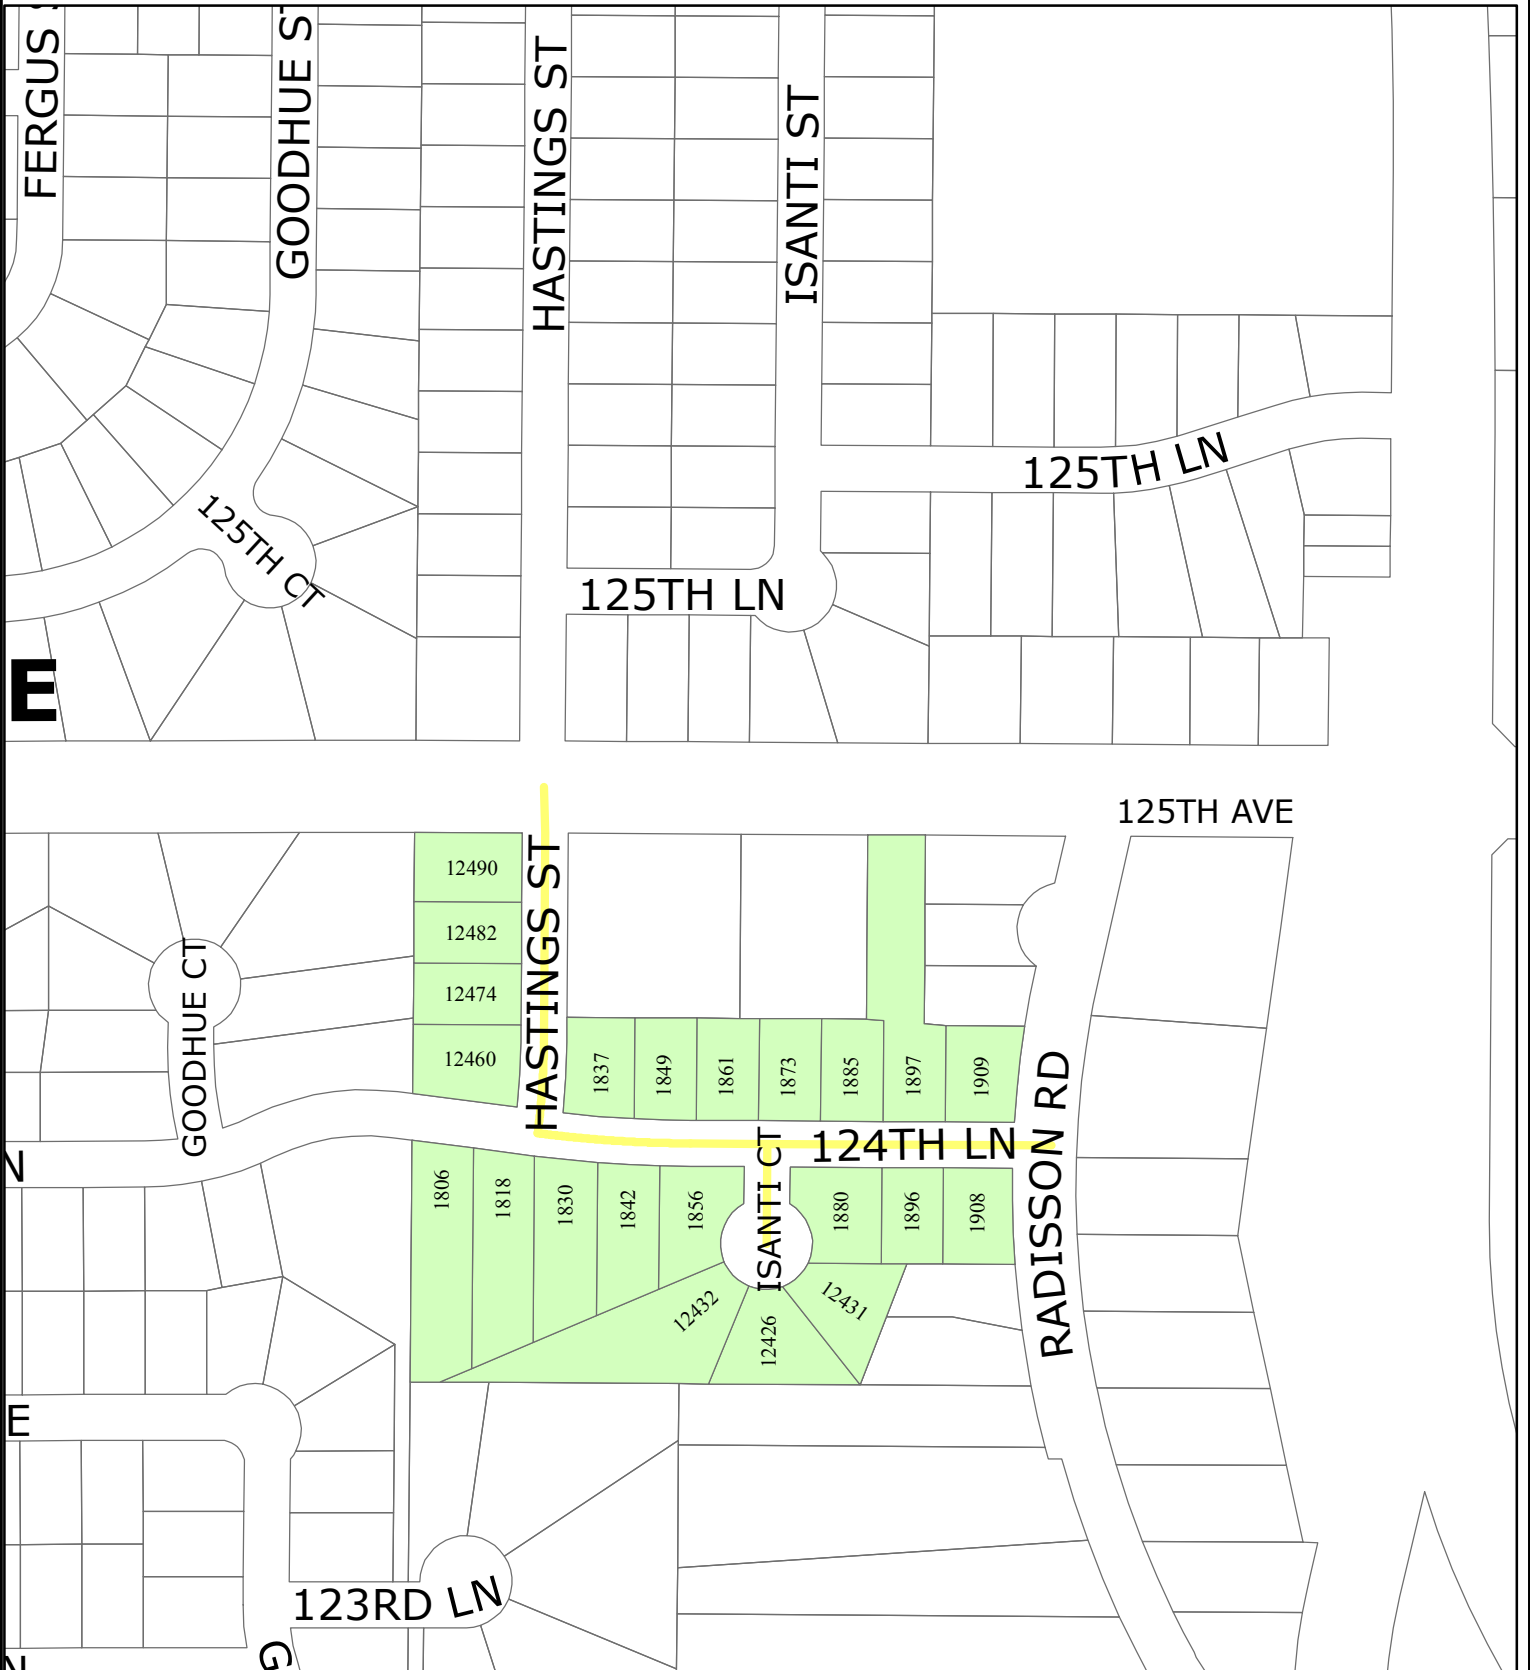 FERGUS
GOODHUE ST
HASTINGS ST
ISANTI ST
125TH LN
125TH CT
125TH LN
E
125TH AVE
12490
12482
12474
12460
HASTINGS ST
GOODHUE CT
1837
1849
1861
1873
1885
1897
1909
RADISSON RD
124TH LN
ISANTI CT
N
1806
1818
1830
1842
1856
1880
1896
1908
12432
12426
12431
E
123RD LN
G
N